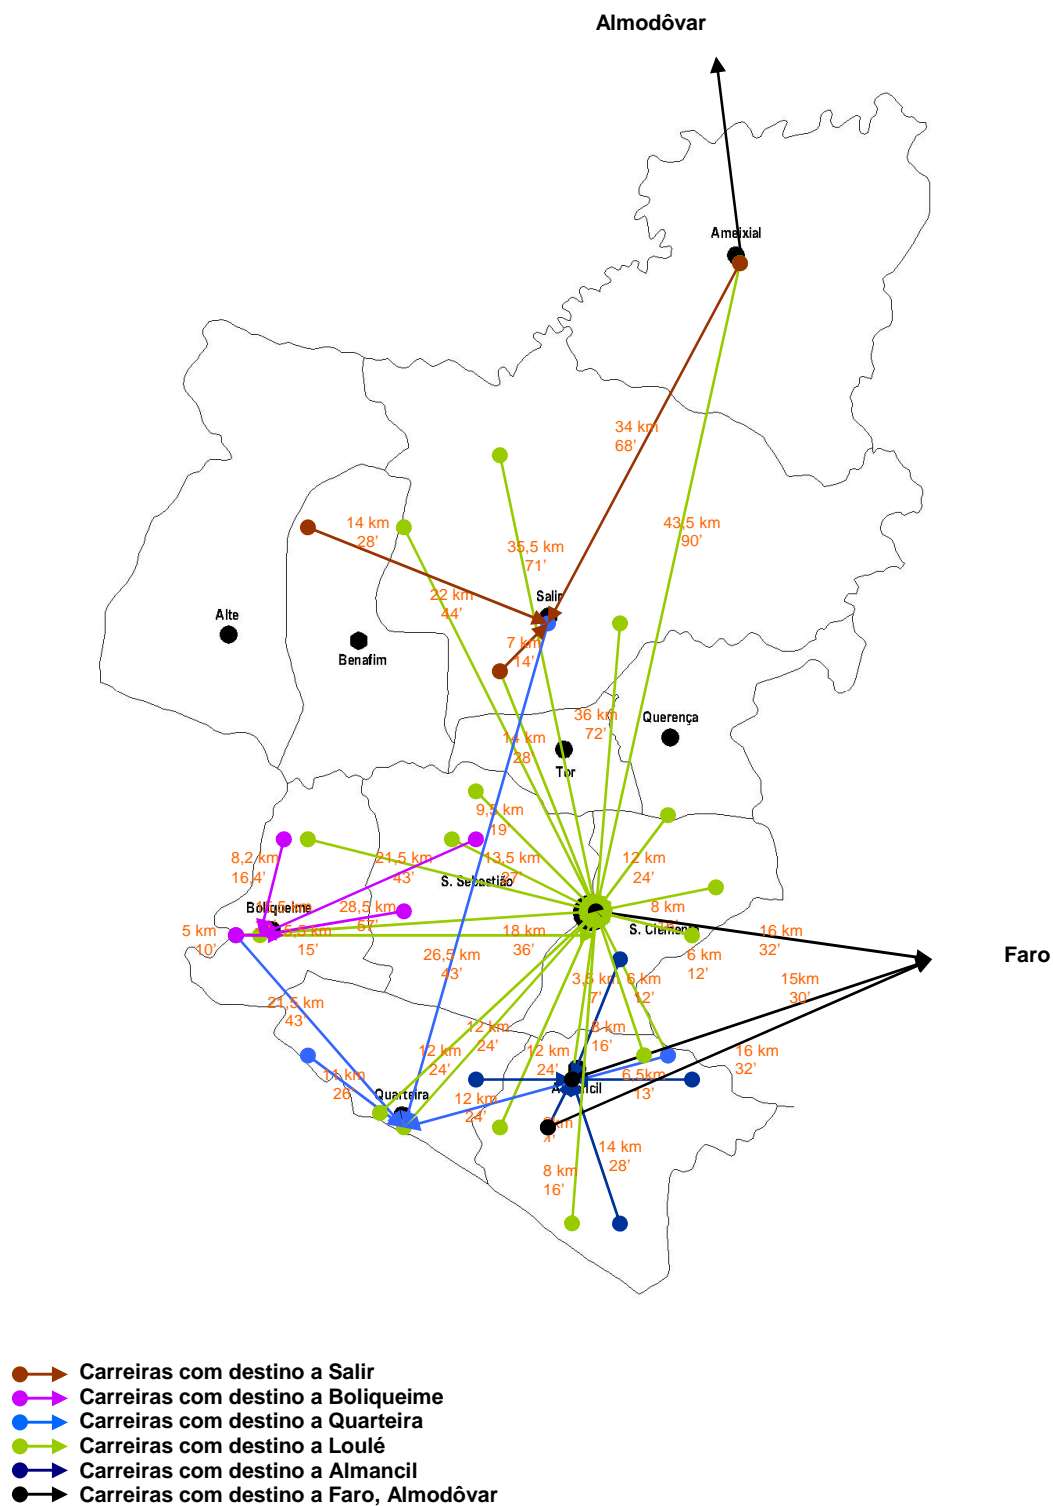 Almodôvar
Ameixial
34 km
68’
14 km
28’
43,5 km
90’
35,5 km
71’
22 km
44’
Salir
Alte
7 km
14’
Benafim
36 km
72’
Querença
14 km
28’
Tor
9,5 km
19
8,2 km
16,4’
21,5 km
43’
13,5 km
27’
12 km
24’
S. Sebastião
Boliqueime
28,5 km
57’
8 km
5 km
10’
15’
18 km
36’
S. Clemente
16 km
32’
6 km
12’
Faro
26,5 km
43’
3,5 km
7’
6 km
12’
15km
30’
21,5 km
43
12 km
24’
8 km
16’
12 km
24’
12 km
24’
16 km
32’
11 km
26’
6,5km
13’
Quarteira
Almancil
12 km
24’
14 km
28’
8 km
16’
Carreiras com destino a Salir
Carreiras com destino a Boliqueime
Carreiras com destino a Quarteira
Carreiras com destino a Loulé
Carreiras com destino a Almancil
Carreiras com destino a Faro, Almodôvar